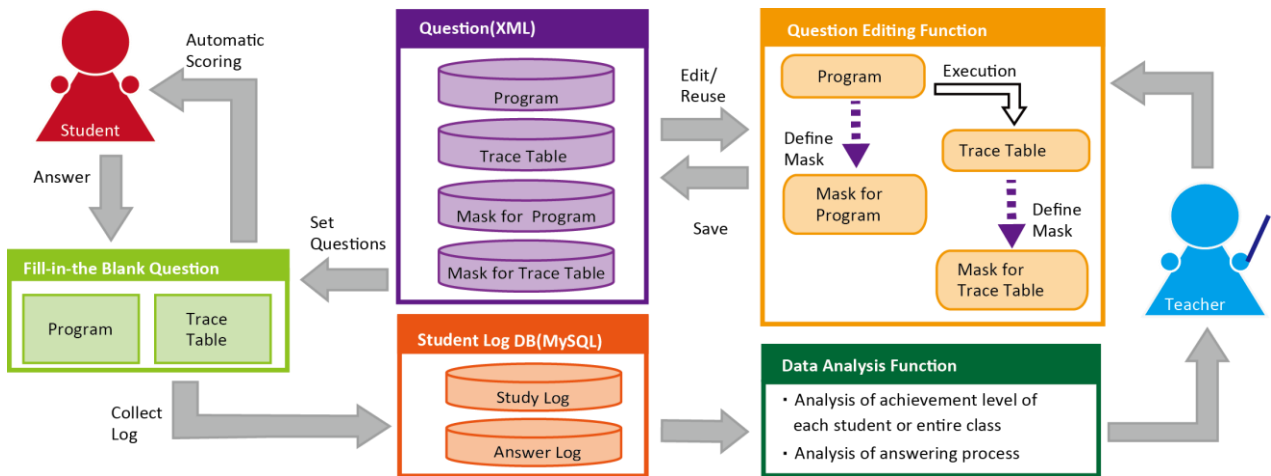 Student
Automatic
Scoring
Answer
Fill-in-the Blank Question
Program
Trace
Table
Collect
Log
Set
Questions
Question(XML)
Program
Trace Table
Mask for  Program
Mask for Trace Table
Edit/
Reuse
Save
Question Editing Function
Program
Execution
Define
Mask
Trace Table
Mask for
Program
Define
Mask
Mask for
Trace Table
Teacher
Student Log DB(MySQL)
Study Log
Answer Log
Data Analysis Function
・Analysis of achievement level of
each student or entire class
・Analysis of answering process